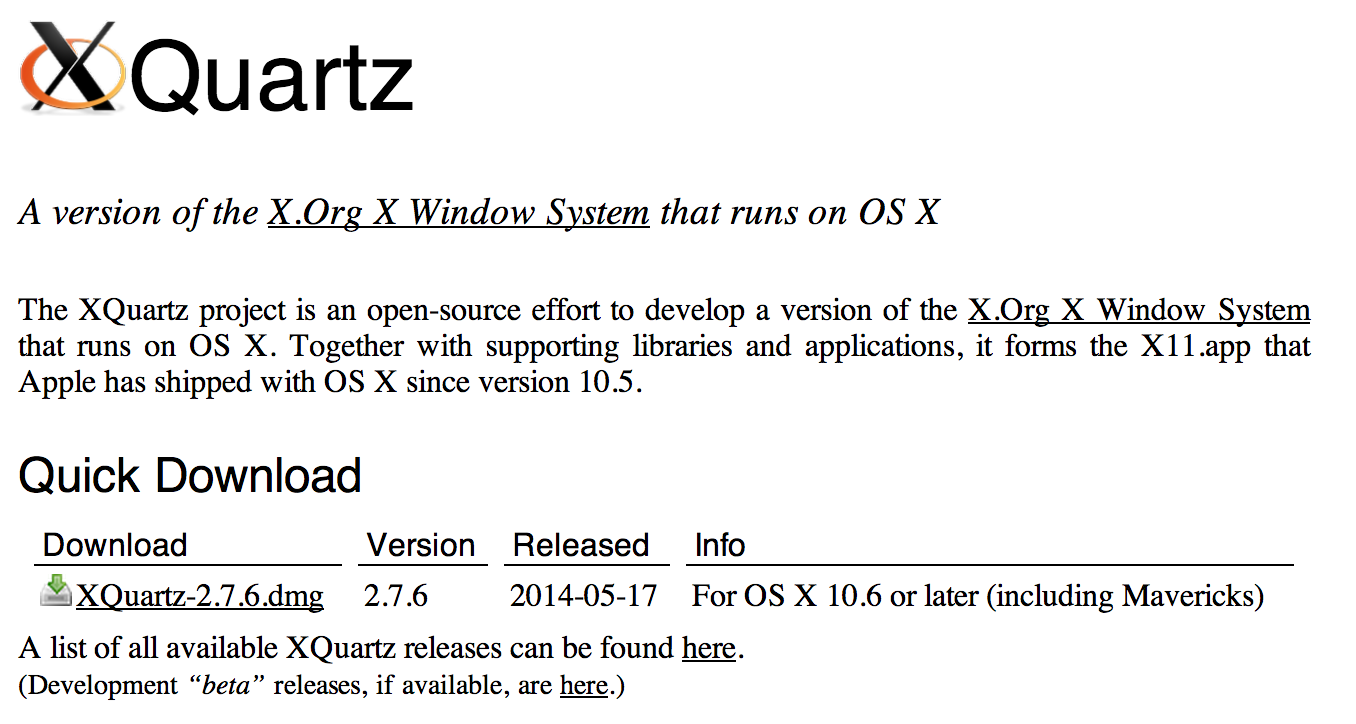 XQuartz
A version of the X.Org X Window System that runs on OS X
The XQuartz project is an open-source effort to develop a version of the X.Org X Window System
that runs on OS X. Together with supporting libraries and applications, it forms the X11.app that
Apple has shipped with OS X since version 10.5.
Quick Download
Download Version Released Info
XQuartz-2.7.6.dmg 2.7.6 2014-05-17 For OS X 10.6 or later (including Mavericks)
A list of all available XQuartz releases can be found here.
(Development “beta” releases, if available, are here.)